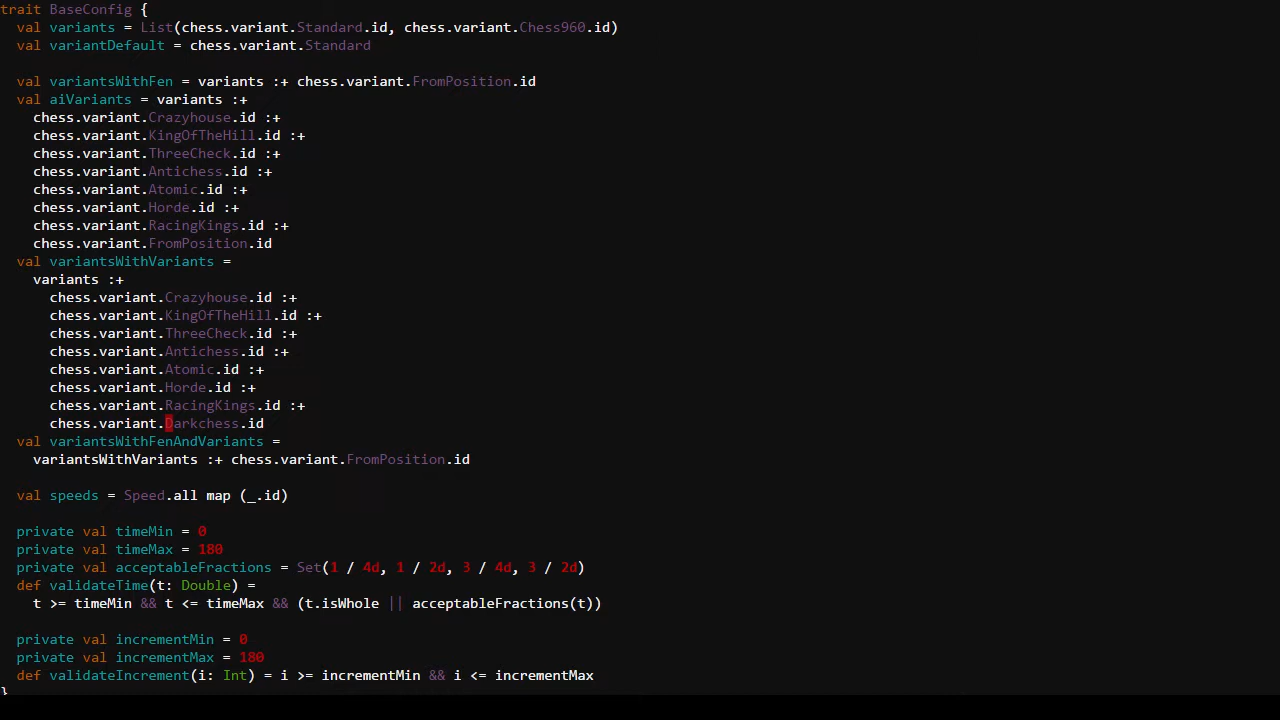 trait BaseConfig {
val variants = List(chess.variant.Standard.id, chess.variant.Chess960.id)
val variantDefault = chess.variant.Standard
val variantsWithFen = variants :+ chess.variant.FromPosition.id
val aiVariants = variants :+
chess.variant.Crazyhouse.id :+
chess.variant.KingOfTheHill.id :+
chess.variant.ThreeCheck.id :+
chess.variant.Antichess.id :+
chess.variant.Atomic.id :+
chess.variant.Horde.id :+
chess.variant.RacingKings.id :+
chess.variant.FromPosition.id
val variantsWithVariants =
variants :+
chess.variant.Crazyhouse.id :+
chess.variant.KingOfTheHill.id :+
chess.variant.ThreeCheck.id :+
chess.variant.Antichess.id :+
chess.variant.Atomic.id :+
chess.variant.Horde.id :+
chess.variant.RacingKings.id :+
chess.variant.Darkchess.id
val variantsWithFenAndVariants =
variantsWithVariants :+ chess.variant.FromPosition.id
val speeds = Speed.all map (_.id)
private val timeMin = 0
private val timeMax = 180
private val acceptableFractions = Set(1 / 4d, 1 / 2d, 3 / 4d, 3 / 2d)
def validateTime(t: Double) =
t >= timeMin && t <= timeMax && (t.isWhole || acceptableFractions(t))
private val incrementMin = 0
private val incrementMax = 180
def validateIncrement(i: Int) = i >= incrementMin && i <= incrementMax
}